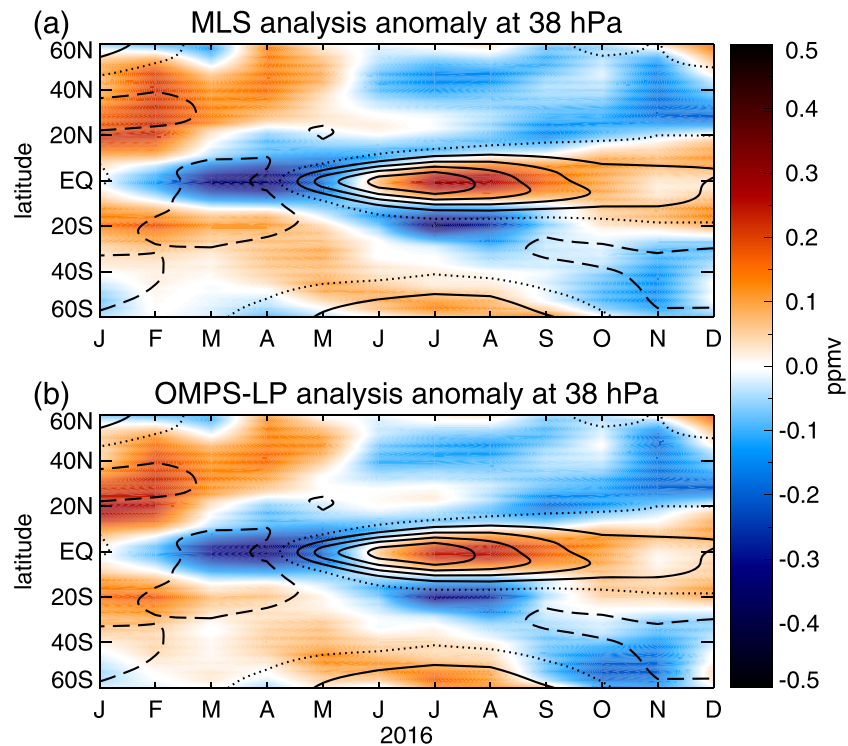 (a) MLS analysis anomaly at 38 hPa
60N
40N
20N
EQ
20S
40S
60S
latitude
J F M A M J J A S O N D
(b) OMPS-LP analysis anomaly at 38 hPa
60N
40N
20N
EQ
20S
40S
60S
latitude
J F M A M J J A S O N D
2016
0.5
0.4
0.3
0.2
0.1
0.0
-0.1
-0.2
-0.3
-0.4
-0.5
ppmv